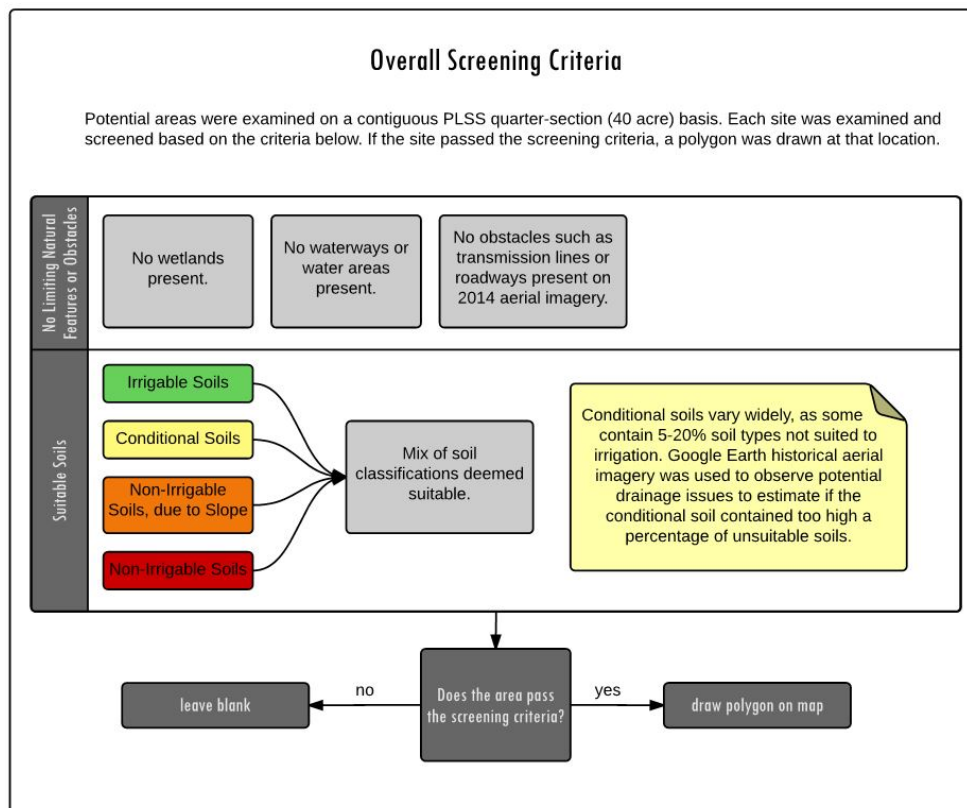 Overall Screening Criteria
Potential areas were examined on a contiguous PLSS quarter-section (40 acre) basis. Each site was examined and
screened based on the criteria below. If the site passed the screening criteria, a polygon was drawn at that location.
No Limiting Natural
Features or Obstacles
No wetlands
present.
No waterways or
water areas
present.
No obstacles such as
transmission lines or
roadways present on
2014 aerial imagery.
Suitable Soils
Irrigable Soils
Conditional Soils
Non-Irrigable
Soils, due to Slope
Non-Irrigable Soils
Mix of soil
classifications deemed
suitable.
Conditional soils vary widely, as some
contain 5-20% soil types not suited to
irrigation. Google Earth historical aerial
imagery was used to observe potential
drainage issues to estimate if the
conditional soil contained too high a
percentage of unsuitable soils.
leave blank
no
Does the area pass
the screening criteria?
yes
draw polygon on map